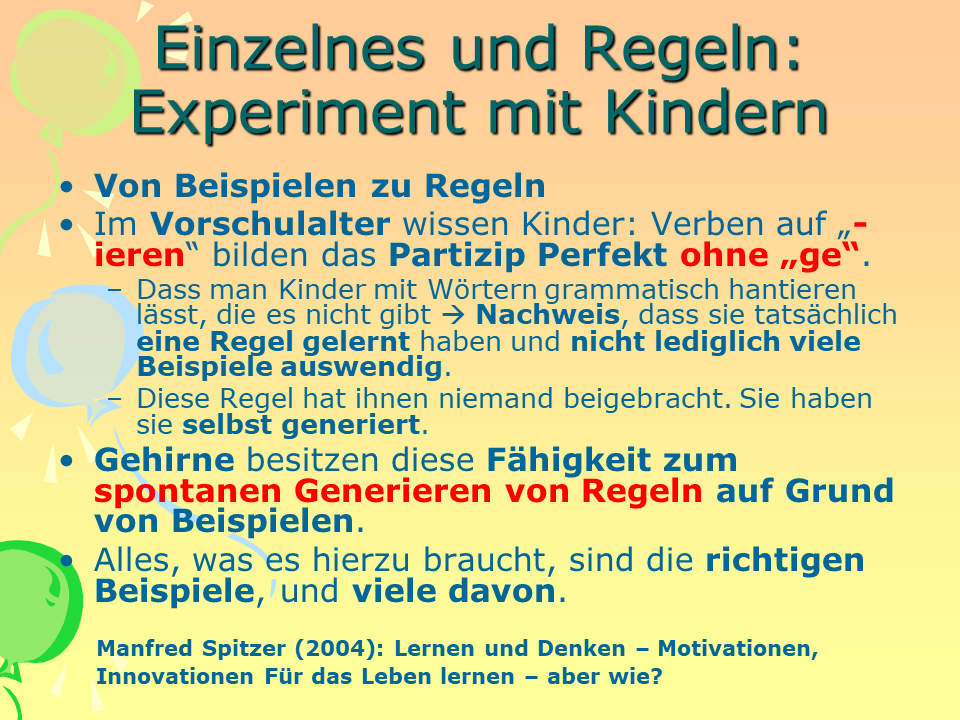 Einzelnes und Regeln:
Experiment mit Kindern
• Von Beispielen zu Regeln
• Im Vorschulalter wissen Kinder: Verben auf „-
ieren“ bilden das Partizip Perfekt ohne „ge“.
– Dass man Kinder mit Wörtern grammatisch hantieren
lässt, die es nicht gibt → Nachweis, dass sie tatsächlich
eine Regel gelernt haben und nicht lediglich viele
Beispiele auswendig.
– Diese Regel hat ihnen niemand beigebracht. Sie haben
sie selbst generiert.
• Gehirne besitzen diese Fähigkeit zum
spontanen Generieren von Regeln auf Grund
von Beispielen.
• Alles, was es hierzu braucht, sind die richtigen
Beispiele, und viele davon.
Manfred Spitzer (2004): Lernen und Denken – Motivationen,
Innovationen Für das Leben lernen – aber wie?